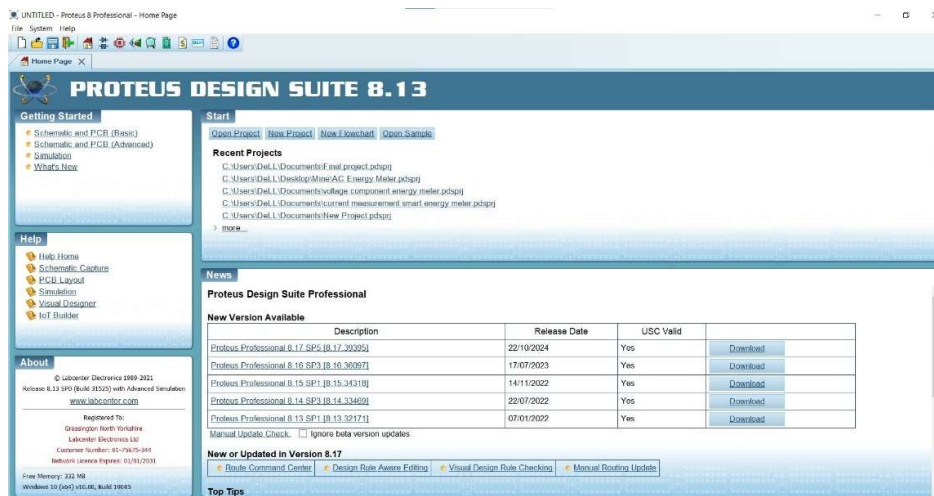 UNTITLED - Proteus 8 Professional - Home Page
File System Help
Home Page
PROTEUS DESIGN SUITE 8.13
Getting Started
Schematic and PCB (Basic)
Schematic and PCB (Advanced)
Simulation
What's New
Help
Help Home
Schematic Capture
PCB Layout
Simulation
Visual Designer
IoT Builder
About
© Labcenter Electronics 1989-2021
Release 8.13 SP0 (Build 31525) with Advanced Simulation
www.labcenter.com
Registered To:
Grassington North Yorkshire
Labcenter Electronics Ltd
Customer Number: 81-75675-344
Network Licence Expires: 01/01/2031
Free Memory: 332 MB
Windows 10 (x64) v10.00, Build 19045
Start
Open Project New Project New Flowchart Open Sample
Recent Projects
C:\Users\DeLL\Documents\Final project.pdsprj
C:\Users\DeLL\Desktop\Mine\AC Energy Meter.pdsprj
C:\Users\DeLL\Documents\voltage component energy meter.pdsprj
C:\Users\DeLL\Documents\current measurement smart energy meter.pdsprj
C:\Users\DeLL\Documents\New Project.pdsprj
> more...
News
Proteus Design Suite Professional
New Version Available
Description Release Date USC Valid
Proteus Professional 8.17 SP5 [8.17.39395] 22/10/2024 Yes Download
Proteus Professional 8.16 SP3 [8.16.36097] 17/07/2023 Yes Download
Proteus Professional 8.15 SP1 [8.15.34318] 14/11/2022 Yes Download
Proteus Professional 8.14 SP3 [8.14.33469] 22/07/2022 Yes Download
Proteus Professional 8.13 SP1 [8.13.32171] 07/01/2022 Yes Download
Manual Update Check. Ignore beta version updates
New or Updated in Version 8.17
Route Command Center Design Rule Aware Editing Visual Design Rule Checking Manual Routing Update
Top Tips